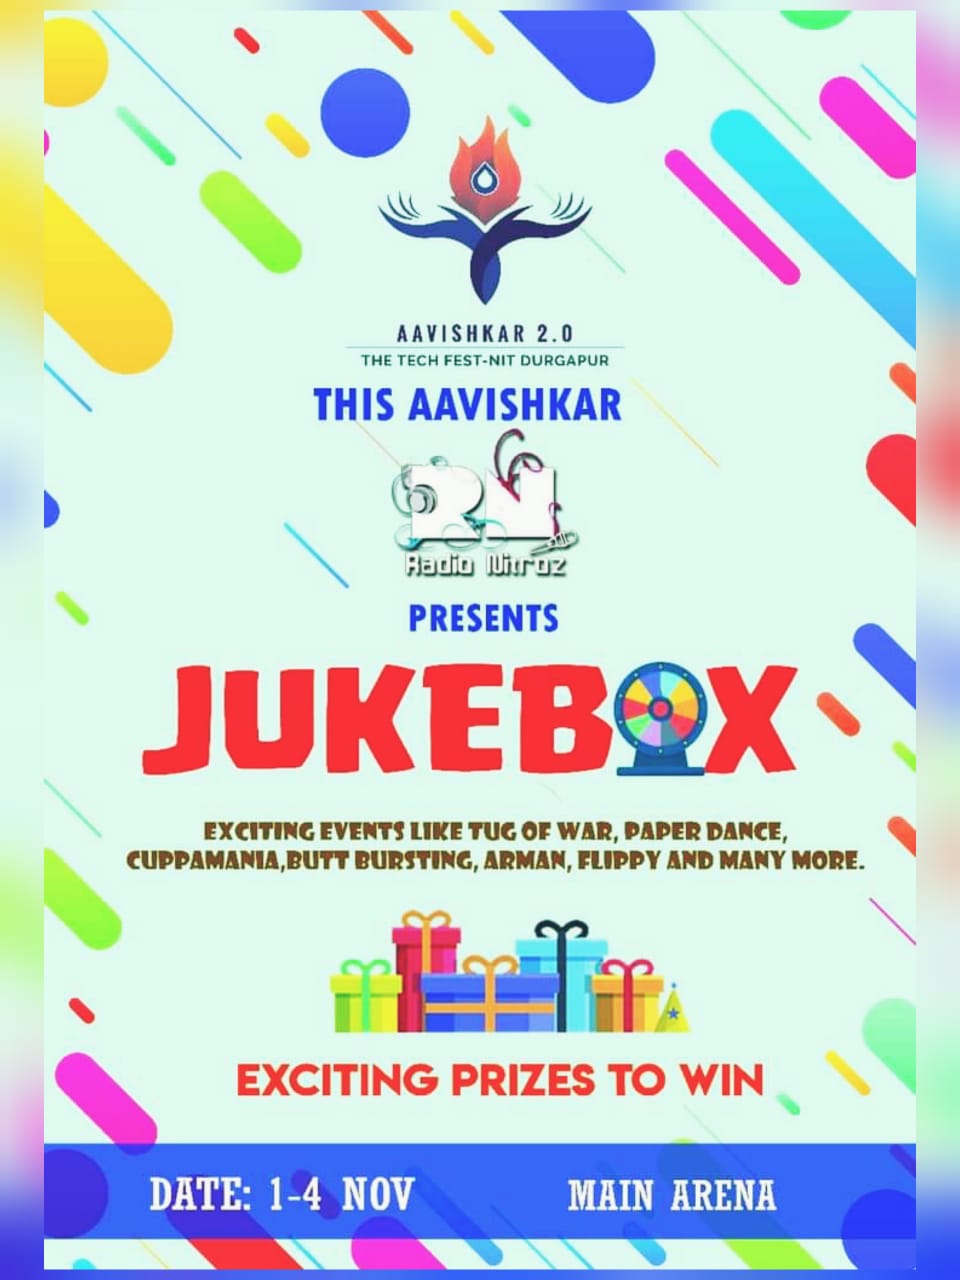 AAVISHKAR 2.0
THE TECH FEST-NIT DURGAPUR
THIS AAVISHKAR
RN
Radio Nitroz
PRESENTS
JUKEBOX
EXCITING EVENTS LIKE TUG OF WAR, PAPER DANCE,
CUPPAMANIA,BUTT BURSTING, ARMAN, FLIPPY AND MANY MORE.
EXCITING PRIZES TO WIN
DATE: 1-4 NOV MAIN ARENA